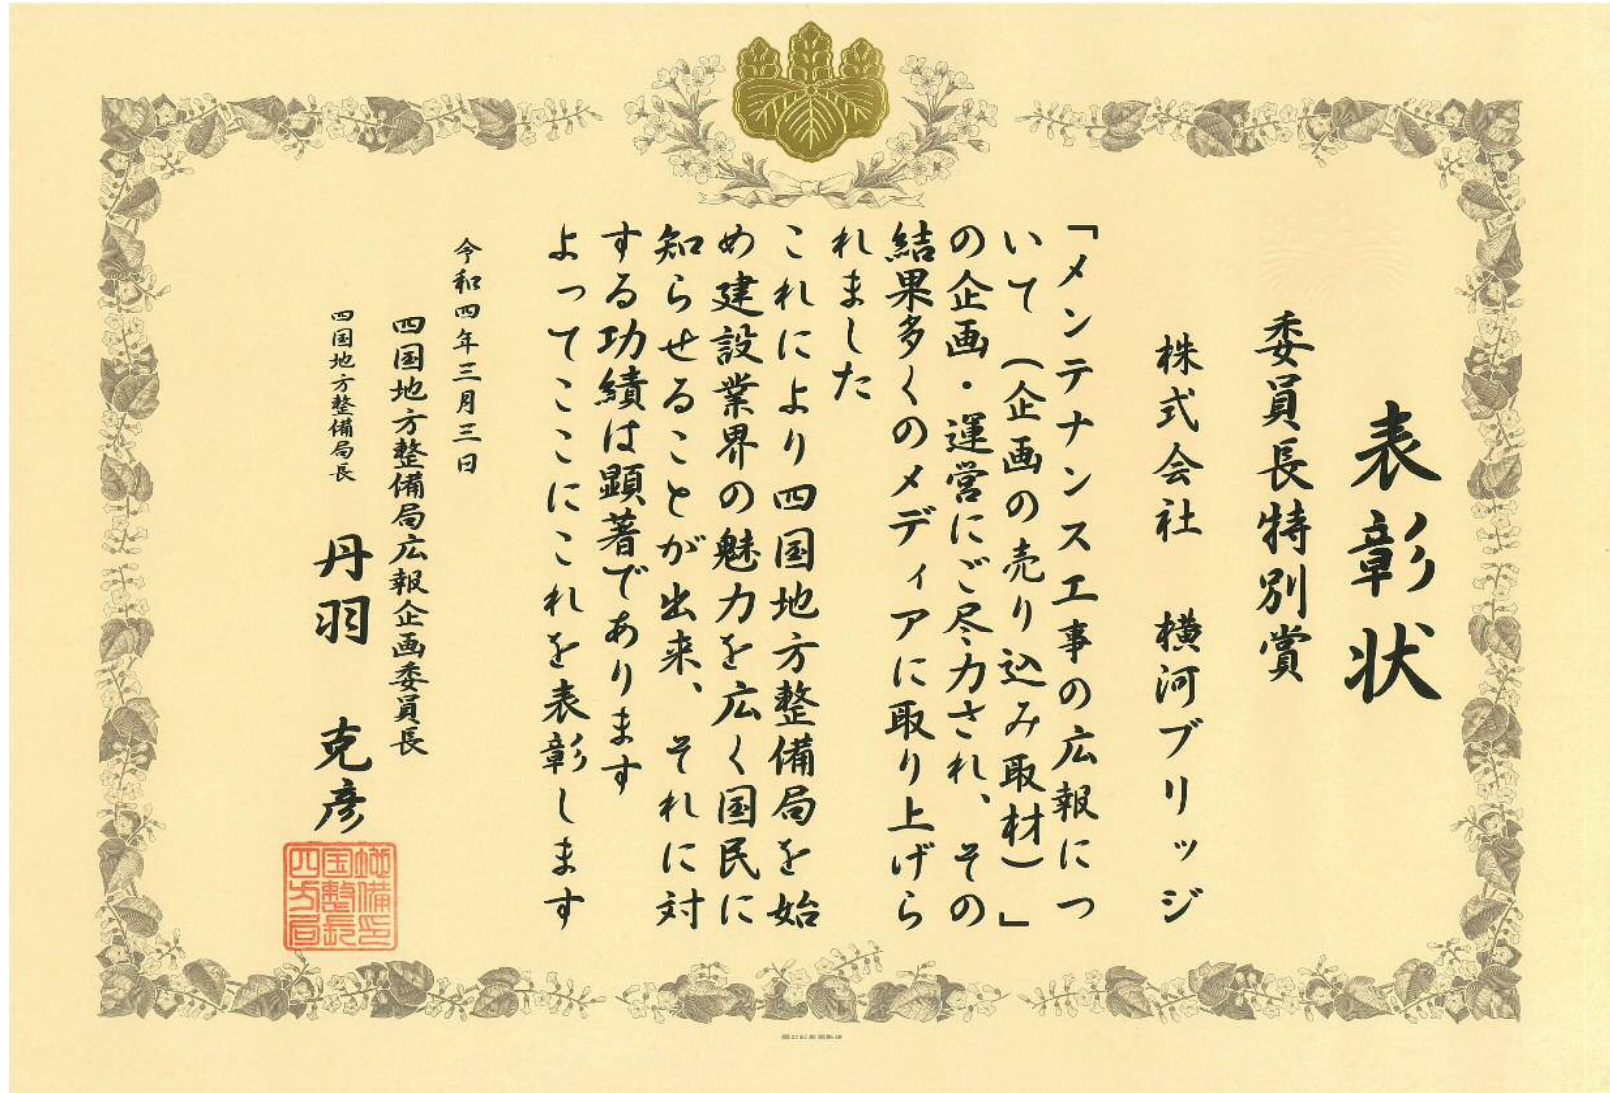 表彰状
委員長特別賞
株式会社 横河ブリッジ
「メンテナンス工事の広報につ
いて(企画の売り込み取材)」
の企画・運営にご尽力され、その
結果多くのメディアに取り上げら
れました
これにより四国地方整備局を始
め建設業界の魅力を広く国民に
知らせることが出来、それに対
する功績は顕著であります
よってここにこれを表彰します
令和四年三月三日
四国地方整備局広報企画委員長
四国地方整備局長 丹羽 克彦